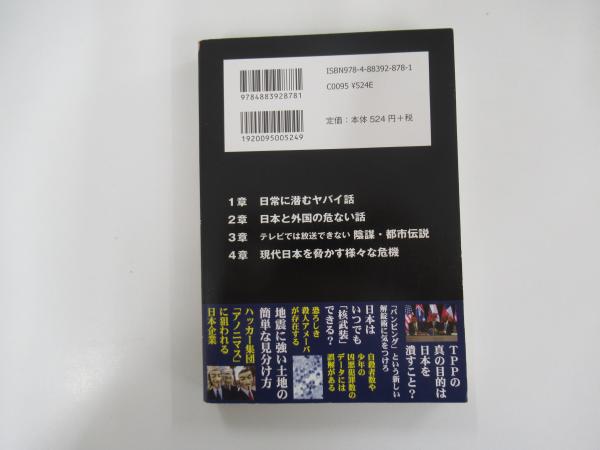 ISBN978-4-88392-878-1
C0095 ¥524E
9784883928781
定価：本体 524 円＋税
1920095005249
1章 日常に潜むヤバイ話
2章 日本と外国の危ない話
3章 テレビでは放送できない 陰謀・都市伝説
4章 現代日本を脅かす様々な危機
TPPの
真の目的は
日本を
潰すこと？
「バンピング」という新しい
解錠術に気をつけろ
自殺者数や
少年の
凶悪犯罪数の
データには
誤解がある
日本は
いつでも
「核武装」
できる？
恐ろしき
殺人アメーバ
が存在する
地震に強い土地の
簡単な見分け方
ハッカー集団
「アノニマス」
に狙われる
日本企業